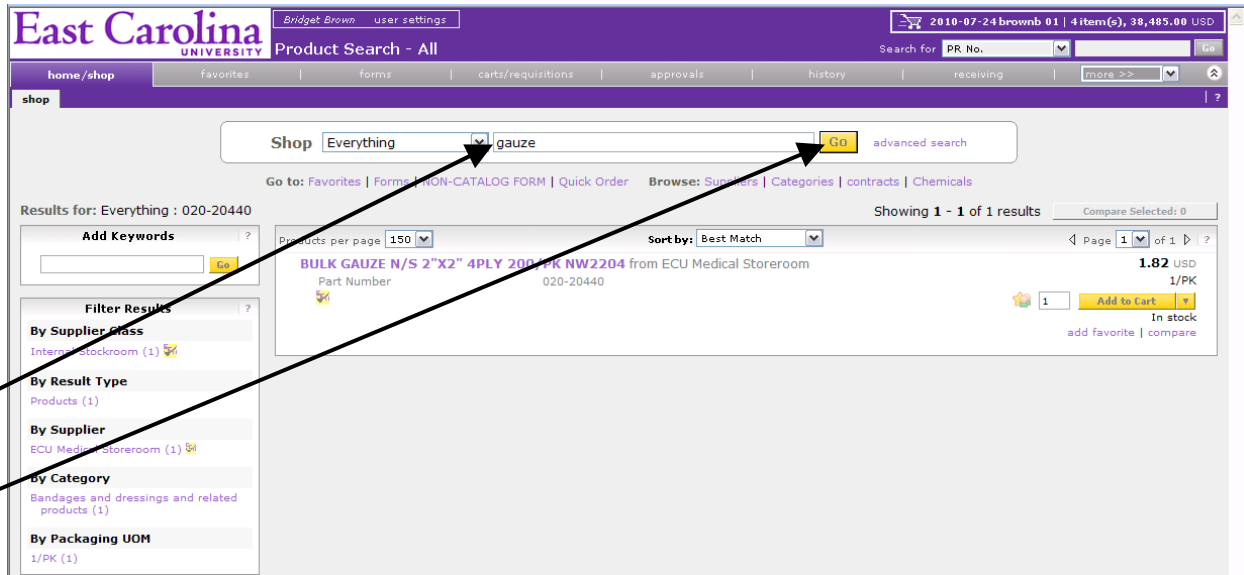 East Carolina
UNIVERSITY
Bridget Brown user settings
2010-07-24 brownb 01 | 4 item(s), 38,485.00 USD
Product Search - All
Search for PR No. Go
home/shop favorites | forms | carts/requisitions | approvals | history | receiving | more >>
shop | ?
Shop Everything gauze Go advanced search
Go to: Favorites | Forms | NON-CATALOG FORM | Quick Order Browse: Suppliers | Categories | contracts | Chemicals
Results for: Everything : 020-20440
Showing 1 - 1 of 1 results Compare Selected: 0
Add Keywords ?
Go
Products per page 150 Sort by: Best Match Page 1 of 1 ?
BULK GAUZE N/S 2"X2" 4PLY 200/PK NW2204 from ECU Medical Storeroom 1.82 USD
Part Number 020-20440 1/PK
1 Add to Cart
In stock
add favorite | compare
Filter Results ?
By Supplier Class
Internal Stockroom (1)
By Result Type
Products (1)
By Supplier
ECU Medical Storeroom (1)
By Category
Bandages and dressings and related
products (1)
By Packaging UOM
1/PK (1)